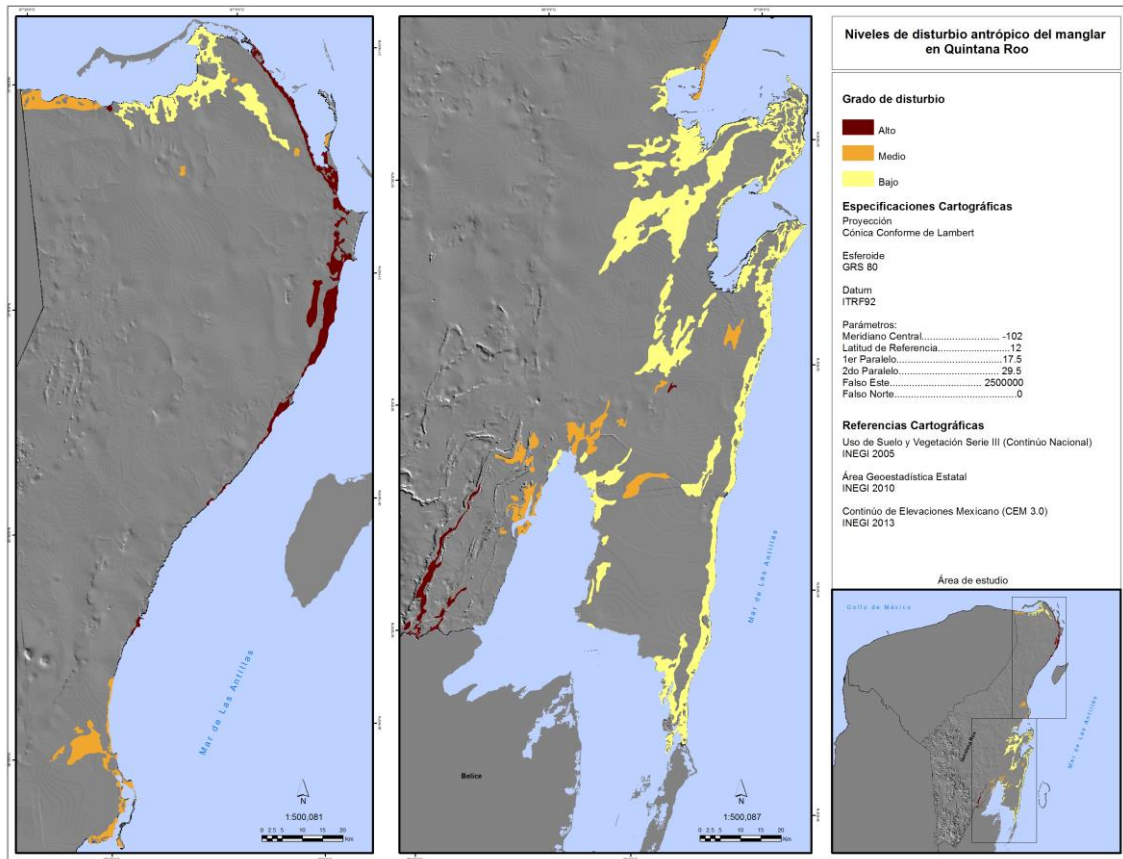 Mar de Las Antillas
N
1:500,081
0 2.5 5 10 15 20
Km
Mar de Las Antillas
Belice
N
1:500,087
0 2.5 5 10 15 20
Km
Niveles de disturbio antrópico del manglar
en Quintana Roo
Grado de disturbio
Alto
Medio
Bajo
Especificaciones Cartográficas
Proyección
Cónica Conforme de Lambert
Esferoide
GRS 80
Datum
ITRF92
Parámetros:
Meridiano Central.......................... -102
Latitud de Referencia........................12
1er Paralelo......................................17.5
2do Paralelo..................................... 29.5
Falso Este............................... 2500000
Falso Norte.........................................0
Referencias Cartográficas
Uso de Suelo y Vegetación Serie III (Continúo Nacional)
INEGI 2005
Área Geoestadística Estatal
INEGI 2010
Continúo de Elevaciones Mexicano (CEM 3.0)
INEGI 2013
Área de estudio
Golfo de México
Quintana Roo
Mar de Las Antillas